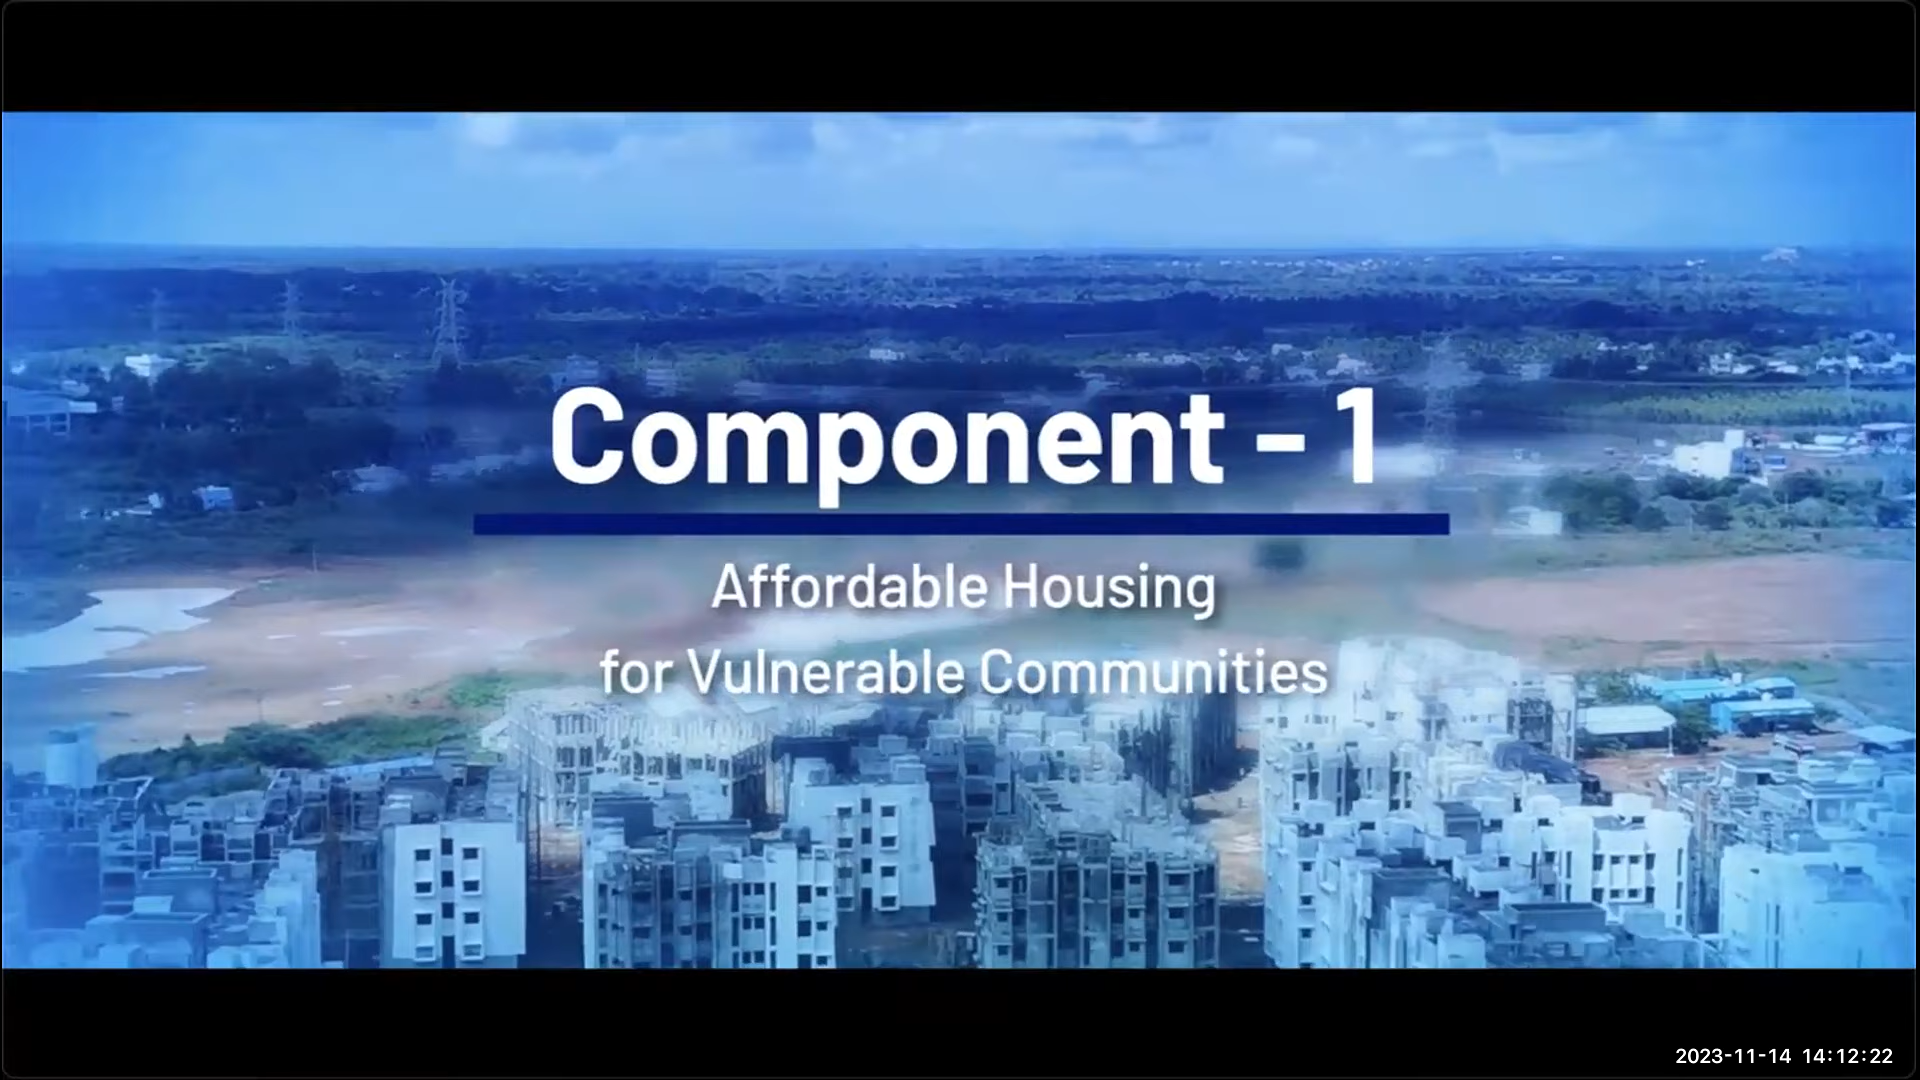 Component - 1
Affordable Housing
for Vulnerable Communities
2023-11-14 14:12:22